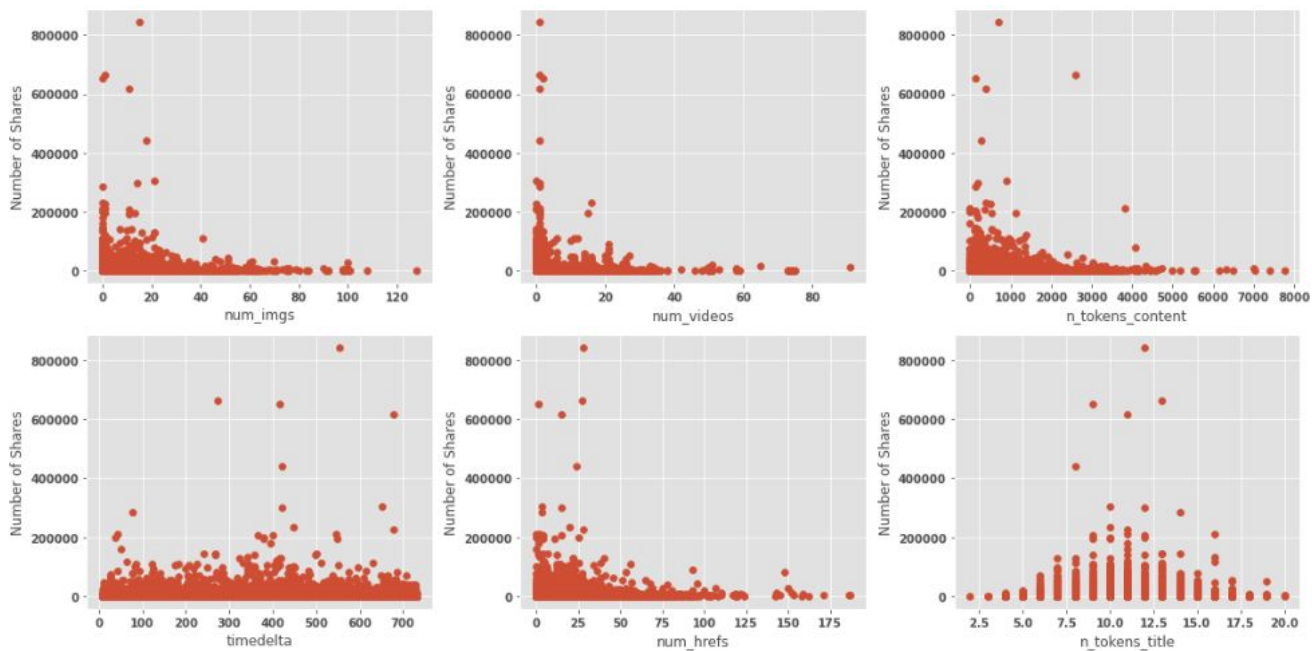 Number of Shares
800000
600000
400000
200000
0
0 20 40 60 80 100 120
num_imgs
Number of Shares
800000
600000
400000
200000
0
0 20 40 60 80
num_videos
Number of Shares
800000
600000
400000
200000
0
0 1000 2000 3000 4000 5000 6000 7000 8000
n_tokens_content
Number of Shares
800000
600000
400000
200000
0
0 100 200 300 400 500 600 700
timedelta
Number of Shares
800000
600000
400000
200000
0
0 25 50 75 100 125 150 175
num_hrefs
Number of Shares
800000
600000
400000
200000
0
2.5 5.0 7.5 10.0 12.5 15.0 17.5 20.0
n_tokens_title